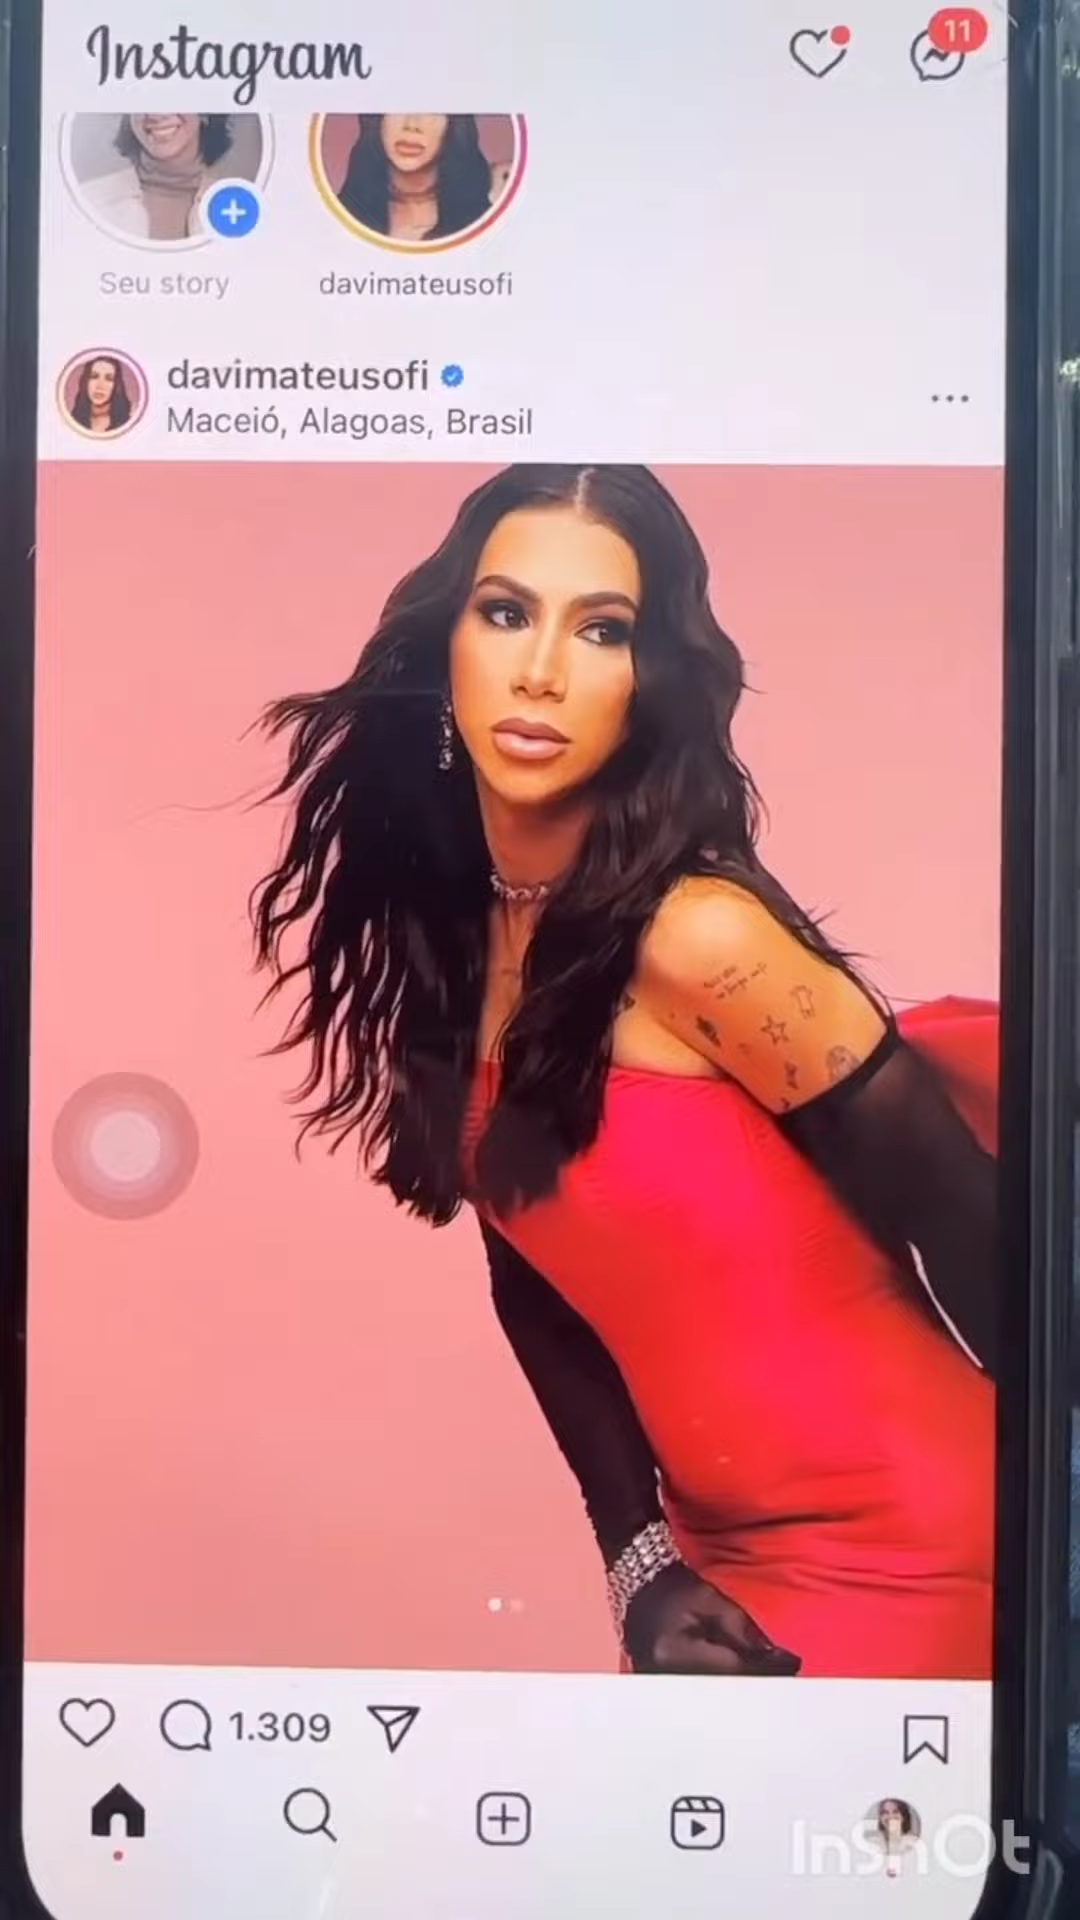 Instagram
11
Seu story
davimateusofi
davimateusofi
Maceió, Alagoas, Brasil
1.309
InShOt